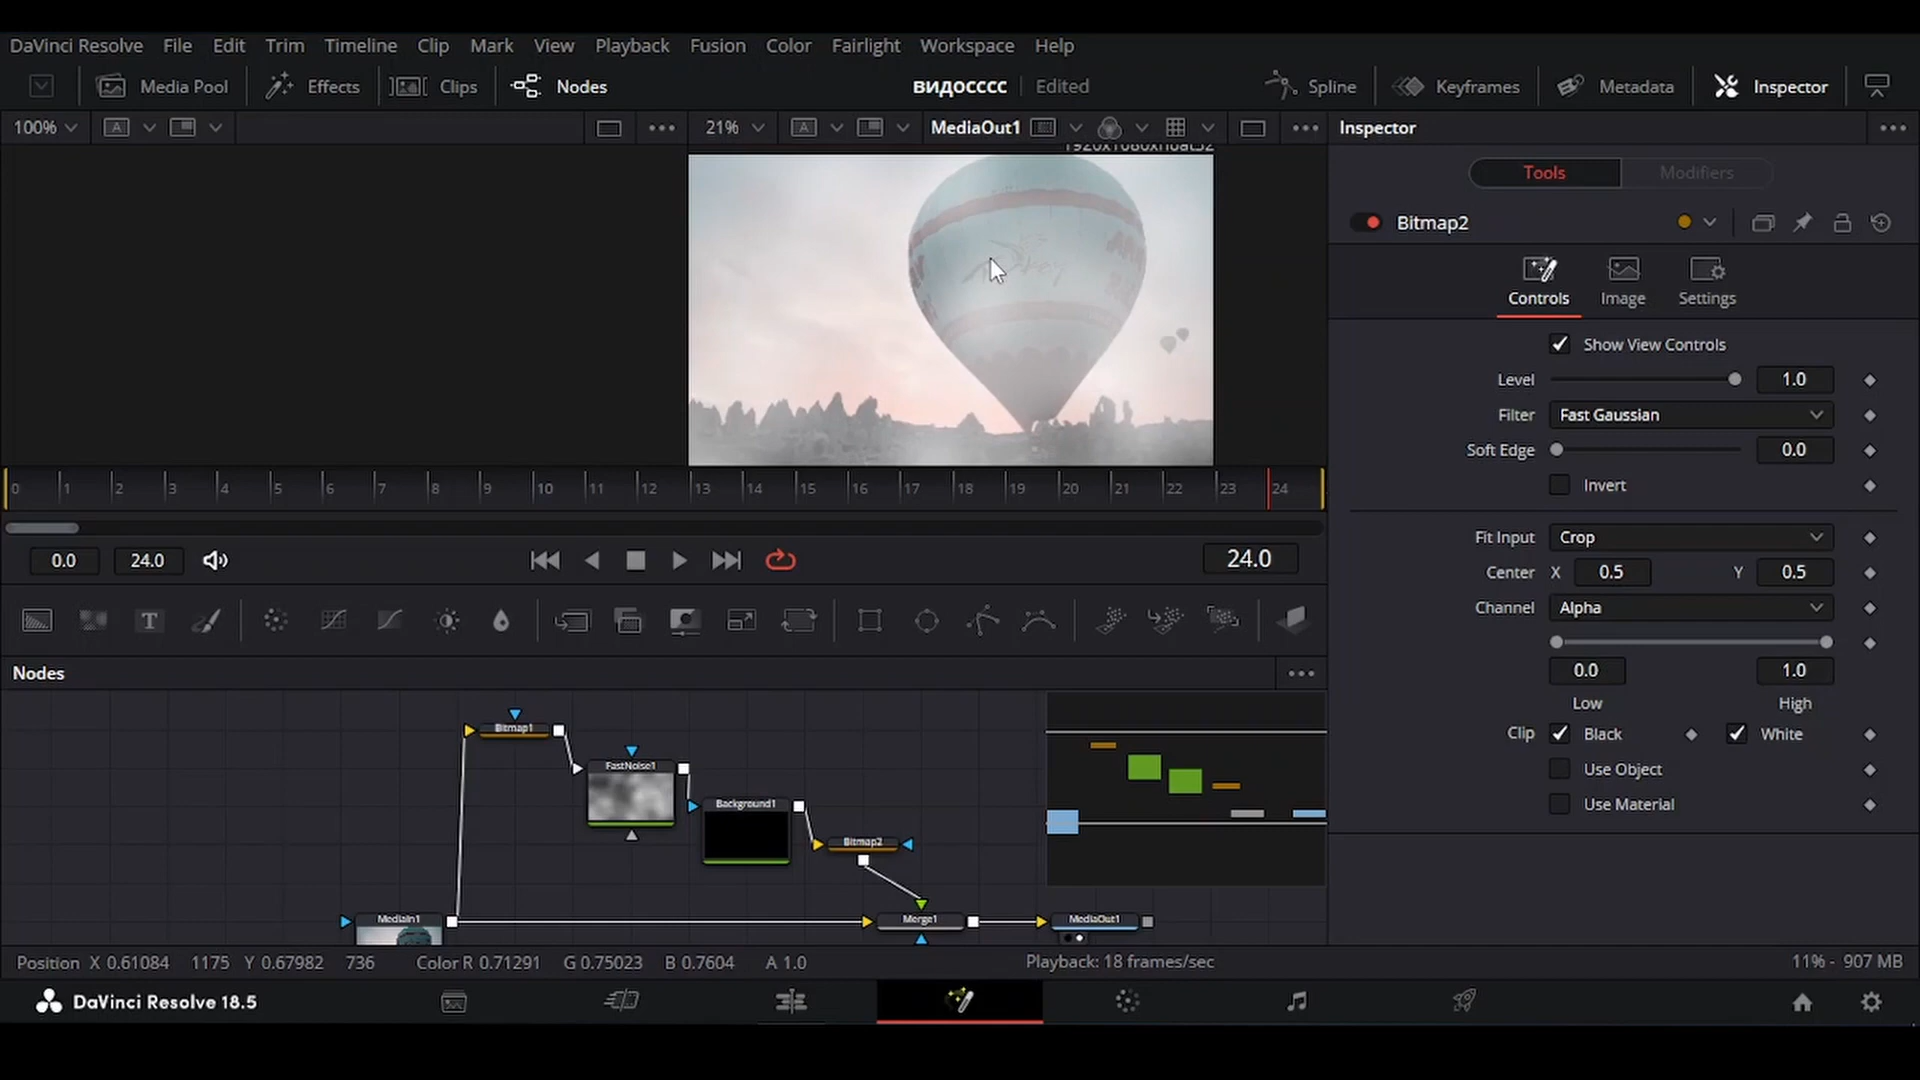 DaVinci Resolve File Edit Trim Timeline Clip Mark View Playback Fusion Color Fairlight Workspace Help
Media Pool Effects Clips Nodes видосссс Edited Spline Keyframes Metadata Inspector
100% A 21% A MediaOut1 Inspector
1920x1080xfloat32
Tools Modifiers
Bitmap2
Controls Image Settings
Show View Controls
Level 1.0
Filter Fast Gaussian
Soft Edge 0.0
Invert
0 1 2 3 4 5 6 7 8 9 10 11 12 13 14 15 16 17 18 19 20 21 22 23 24
Fit Input Crop
0.0 24.0 24.0
Center X 0.5 Y 0.5
Channel Alpha
T
0.0 1.0
Low High
Nodes
Clip Black White
Use Object
Use Material
Bitmap1
FastNoise1
Background1
Bitmap2
MediaIn1 Merge1 MediaOut1
Position X 0.61084 1175 Y 0.67982 736 Color R 0.71291 G 0.75023 B 0.7604 A 1.0 Playback: 18 frames/sec 11% - 907 MB
DaVinci Resolve 18.5